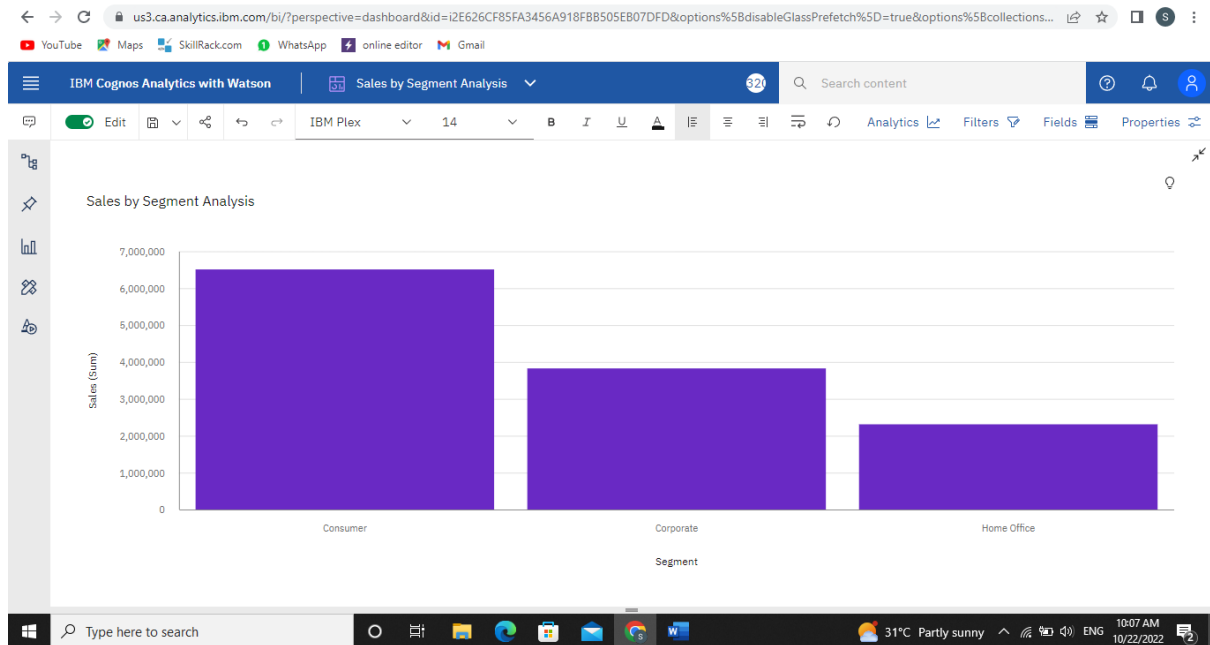 us3.ca.analytics.ibm.com/bi/?perspective=dashboard&id=i2E626CF85FA3456A918FBB505EB07DFD&options%5BdisableGlassPrefetch%5D=true&options%5Bcollections... S
YouTube Maps SkillRack.com 1 WhatsApp online editor Gmail
IBM Cognos Analytics with Watson Sales by Segment Analysis 320 Search content
Edit IBM Plex 14 B I U A Analytics Filters Fields Properties
Sales by Segment Analysis
7,000,000
6,000,000
5,000,000
4,000,000
3,000,000
2,000,000
1,000,000
0
Sales (Sum)
Consumer Corporate Home Office
Segment
Type here to search 31°C Partly sunny ENG 10:07 AM
10/22/2022 2